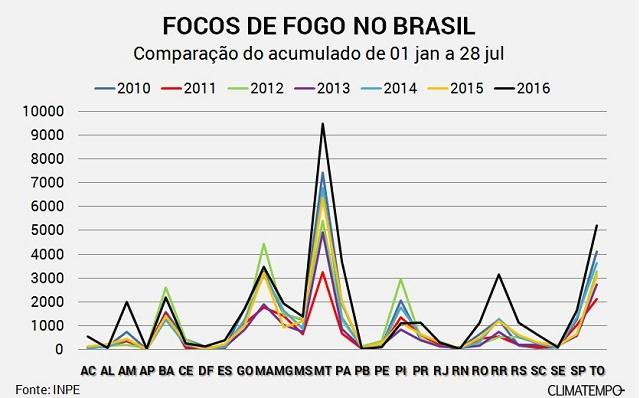 FOCOS DE FOGO NO BRASIL
Comparação do acumulado de 01 jan a 28 jul
2010 2011 2012 2013 2014 2015 2016
10000
9000
8000
7000
6000
5000
4000
3000
2000
1000
0
AC AL AM AP BA CE DF ES GO MA MG MS MT PA PB PE PI PR RJ RN RO RR RS SC SE SP TO
Fonte: INPE
CLIMATEMPO